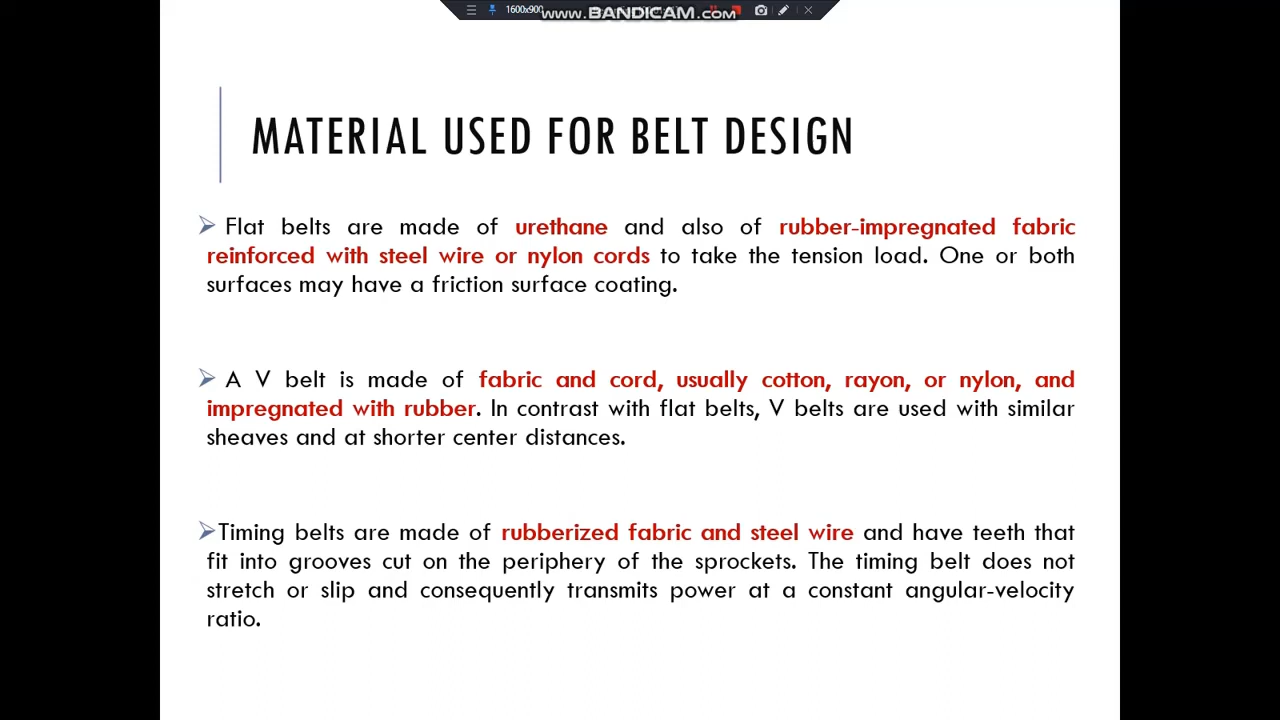 1600x900
www.BANDICAM.com
MATERIAL USED FOR BELT DESIGN
Flat belts are made of urethane and also of rubber-impregnated fabric
reinforced with steel wire or nylon cords to take the tension load. One or both
surfaces may have a friction surface coating.
A V belt is made of fabric and cord, usually cotton, rayon, or nylon, and
impregnated with rubber. In contrast with flat belts, V belts are used with similar
sheaves and at shorter center distances.
Timing belts are made of rubberized fabric and steel wire and have teeth that
fit into grooves cut on the periphery of the sprockets. The timing belt does not
stretch or slip and consequently transmits power at a constant angular-velocity
ratio.